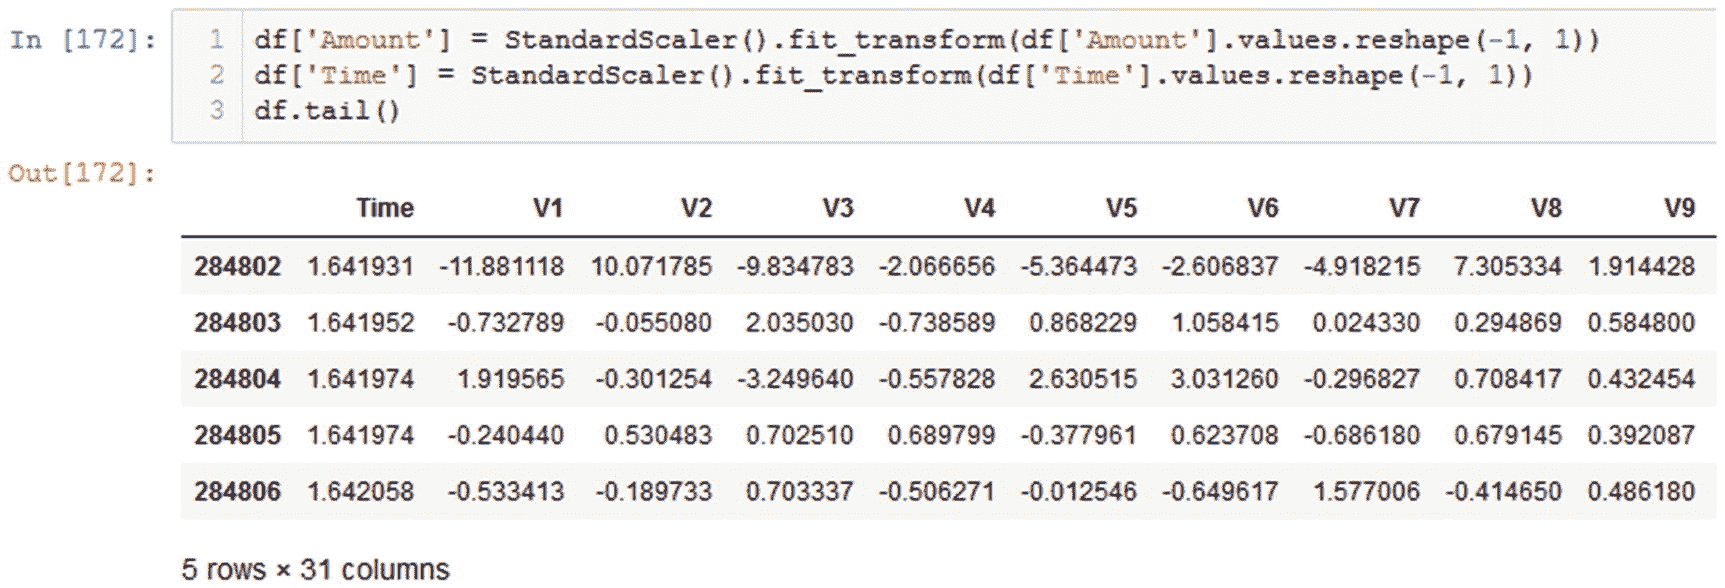 In [172]: 1 df['Amount'] = StandardScaler().fit_transform(df['Amount'].values.reshape(-1, 1))
2 df['Time'] = StandardScaler().fit_transform(df['Time'].values.reshape(-1, 1))
3 df.tail()
Out[172]:
Time V1 V2 V3 V4 V5 V6 V7 V8 V9
284802 1.641931 -11.881118 10.071785 -9.834783 -2.066656 -5.364473 -2.606837 -4.918215 7.305334 1.914428
284803 1.641952 -0.732789 -0.055080 2.035030 -0.738589 0.868229 1.058415 0.024330 0.294869 0.584800
284804 1.641974 1.919565 -0.301254 -3.249640 -0.557828 2.630515 3.031260 -0.296827 0.708417 0.432454
284805 1.641974 -0.240440 0.530483 0.702510 0.689799 -0.377961 0.623708 -0.686180 0.679145 0.392087
284806 1.642058 -0.533413 -0.189733 0.703337 -0.506271 -0.012546 -0.649617 1.577006 -0.414650 0.486180
5 rows × 31 columns